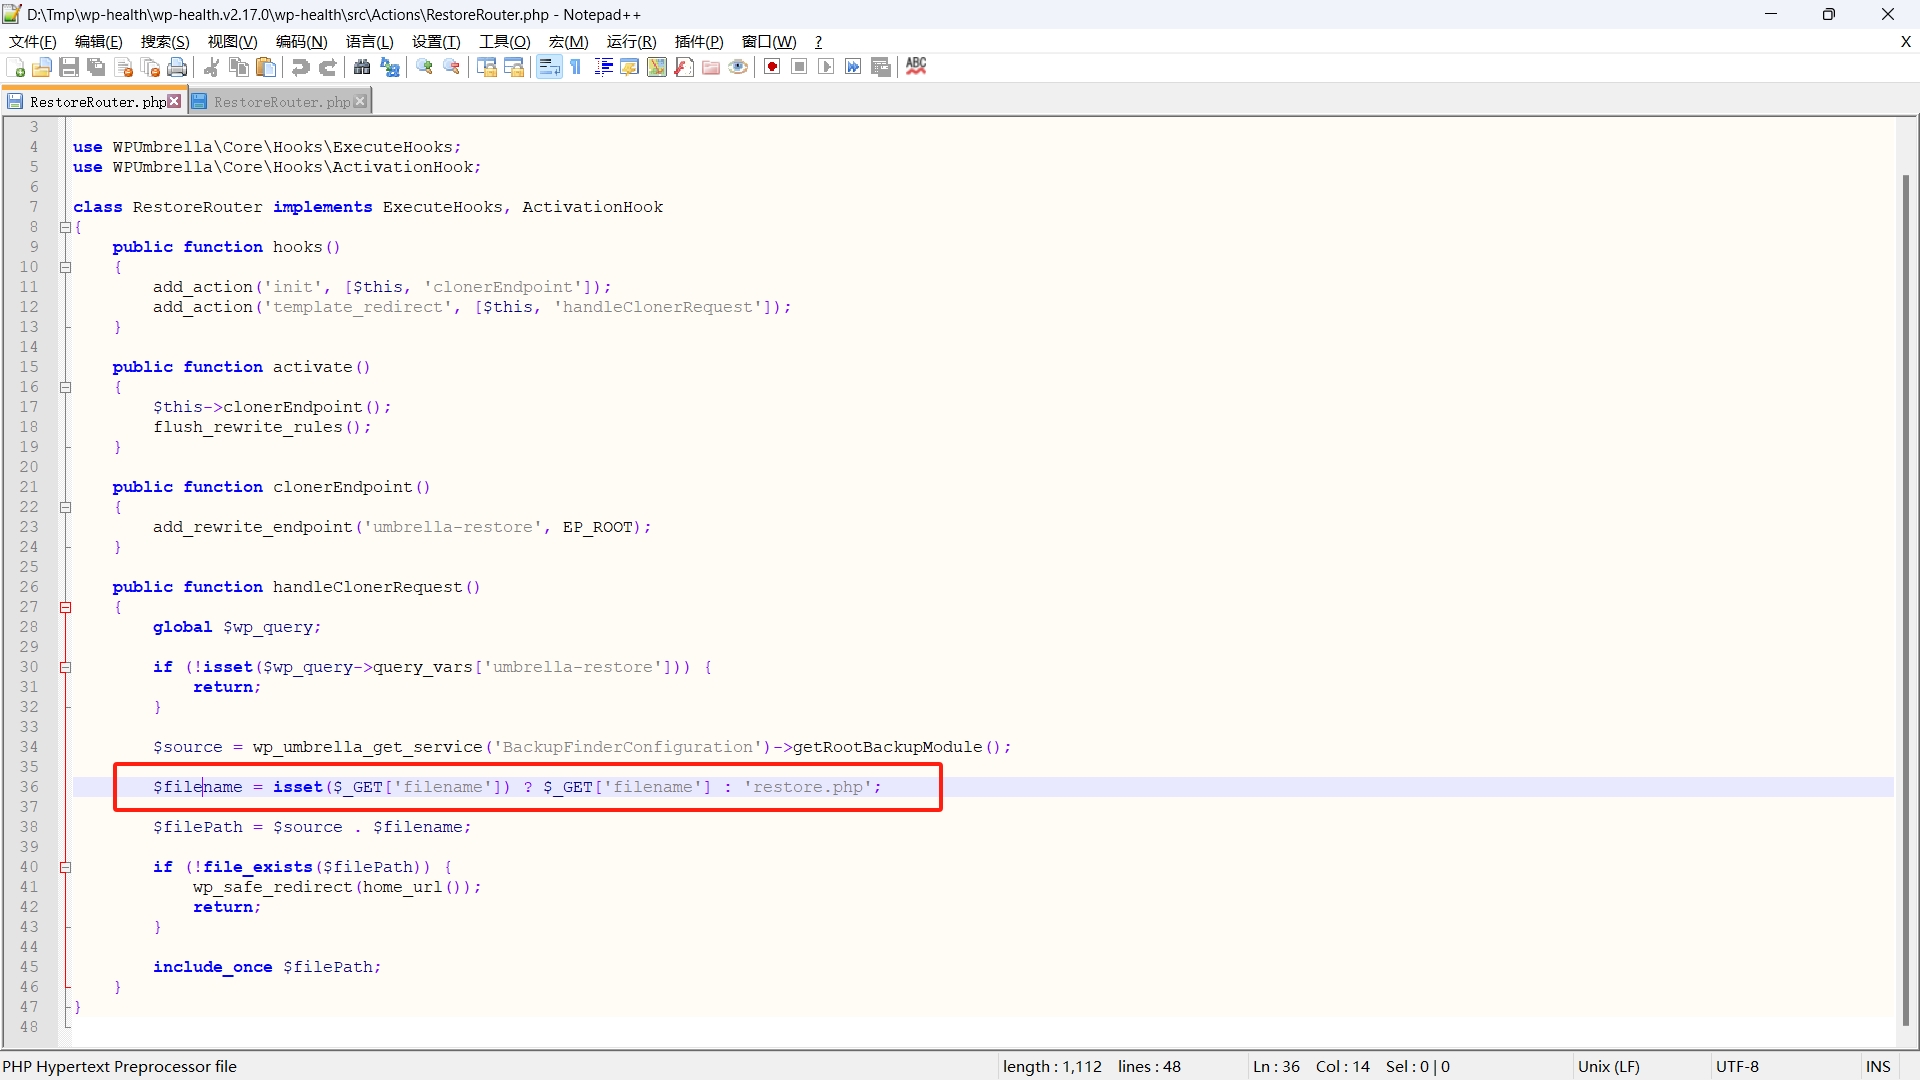 D:\Tmp\wp-health\wp-health.v2.17.0\wp-health\src\Actions\RestoreRouter.php - Notepad++
文件(F) 编辑(E) 搜索(S) 视图(V) 编码(N) 语言(L) 设置(T) 工具(O) 宏(M) 运行(R) 插件(P) 窗口(W) ? X
ABC
RestoreRouter.php RestoreRouter.php
3
4 use WPUmbrella\Core\Hooks\ExecuteHooks;
5 use WPUmbrella\Core\Hooks\ActivationHook;
6
7 class RestoreRouter implements ExecuteHooks, ActivationHook
8 {
9 public function hooks()
10 {
11 add_action('init', [$this, 'clonerEndpoint']);
12 add_action('template_redirect', [$this, 'handleClonerRequest']);
13 }
14
15 public function activate()
16 {
17 $this->clonerEndpoint();
18 flush_rewrite_rules();
19 }
20
21 public function clonerEndpoint()
22 {
23 add_rewrite_endpoint('umbrella-restore', EP_ROOT);
24 }
25
26 public function handleClonerRequest()
27 {
28 global $wp_query;
29
30 if (!isset($wp_query->query_vars['umbrella-restore'])) {
31 return;
32 }
33
34 $source = wp_umbrella_get_service('BackupFinderConfiguration')->getRootBackupModule();
35
36 $filename = isset($_GET['filename']) ? $_GET['filename'] : 'restore.php';
37
38 $filePath = $source . $filename;
39
40 if (!file_exists($filePath)) {
41 wp_safe_redirect(home_url());
42 return;
43 }
44
45 include_once $filePath;
46 }
47 }
48
PHP Hypertext Preprocessor file length : 1,112 lines : 48 Ln : 36 Col : 14 Sel : 0 | 0 Unix (LF) UTF-8 INS